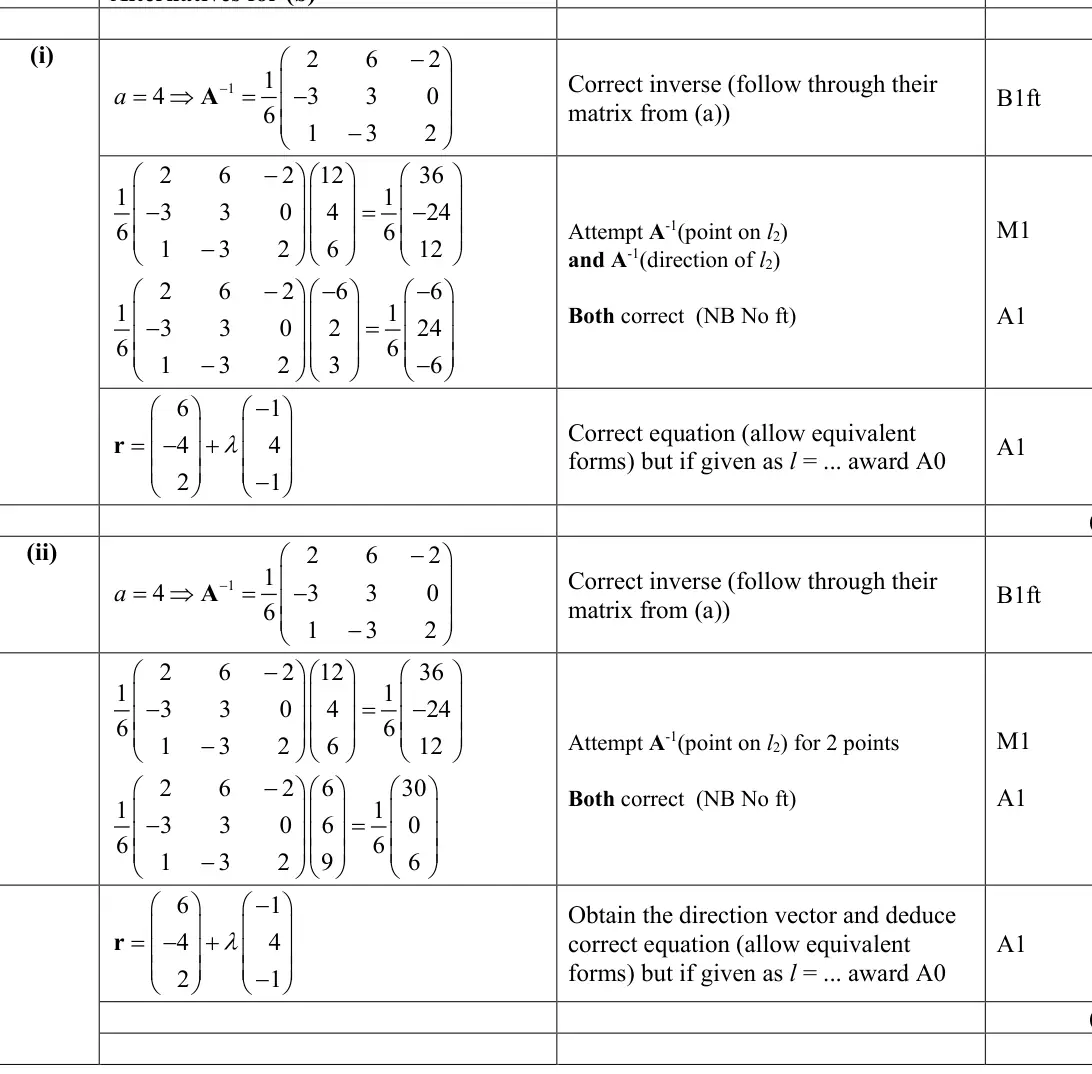 Alternatives for (b)
(i)
a = 4 ⇒ A⁻¹ = 1/6 ( 2 6 −2 ; −3 3 0 ; 1 −3 2 )
Correct inverse (follow through their
matrix from (a))
B1ft
1/6 ( 2 6 −2 ; −3 3 0 ; 1 −3 2 ) ( 12 ; 4 ; 6 ) = 1/6 ( 36 ; −24 ; 12 )
1/6 ( 2 6 −2 ; −3 3 0 ; 1 −3 2 ) ( −6 ; 2 ; 3 ) = 1/6 ( −6 ; 24 ; −6 )
Attempt A⁻¹(point on l₂)
and A⁻¹(direction of l₂)
Both correct (NB No ft)
M1
A1
r = ( 6 ; −4 ; 2 ) + λ ( −1 ; 4 ; −1 )
Correct equation (allow equivalent
forms) but if given as l = ... award A0
A1
(
(ii)
a = 4 ⇒ A⁻¹ = 1/6 ( 2 6 −2 ; −3 3 0 ; 1 −3 2 )
Correct inverse (follow through their
matrix from (a))
B1ft
1/6 ( 2 6 −2 ; −3 3 0 ; 1 −3 2 ) ( 12 ; 4 ; 6 ) = 1/6 ( 36 ; −24 ; 12 )
1/6 ( 2 6 −2 ; −3 3 0 ; 1 −3 2 ) ( 6 ; 6 ; 9 ) = 1/6 ( 30 ; 0 ; 6 )
Attempt A⁻¹(point on l₂) for 2 points
Both correct (NB No ft)
M1
A1
r = ( 6 ; −4 ; 2 ) + λ ( −1 ; 4 ; −1 )
Obtain the direction vector and deduce
correct equation (allow equivalent
forms) but if given as l = ... award A0
A1
(